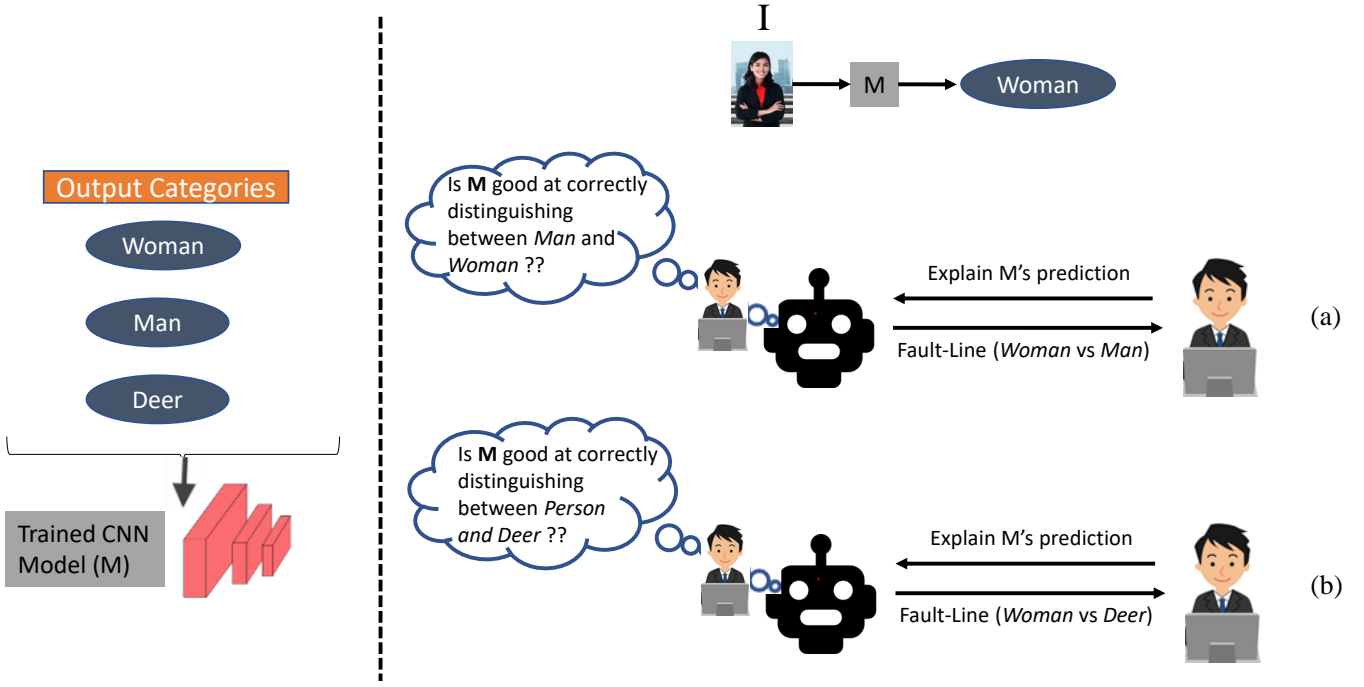 Output Categories
Woman
Man
Deer
Trained CNN
Model (M)
I
M
Woman
Is M good at correctly
distinguishing
between Man and
Woman ??
Explain M's prediction
Fault-Line (Woman vs Man)
(a)
Is M good at correctly
distinguishing
between Person
and Deer ??
Explain M's prediction
Fault-Line (Woman vs Deer)
(b)